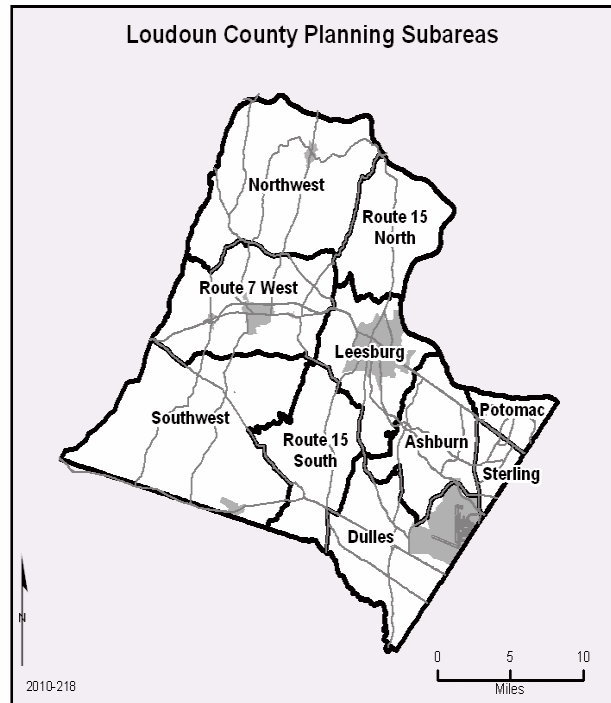 Loudoun County Planning Subareas
Northwest
Route 15
North
Route 7 West
Leesburg
Southwest
Potomac
Route 15
South
Ashburn
Sterling
Dulles
N
0 5 10
Miles
2010-218